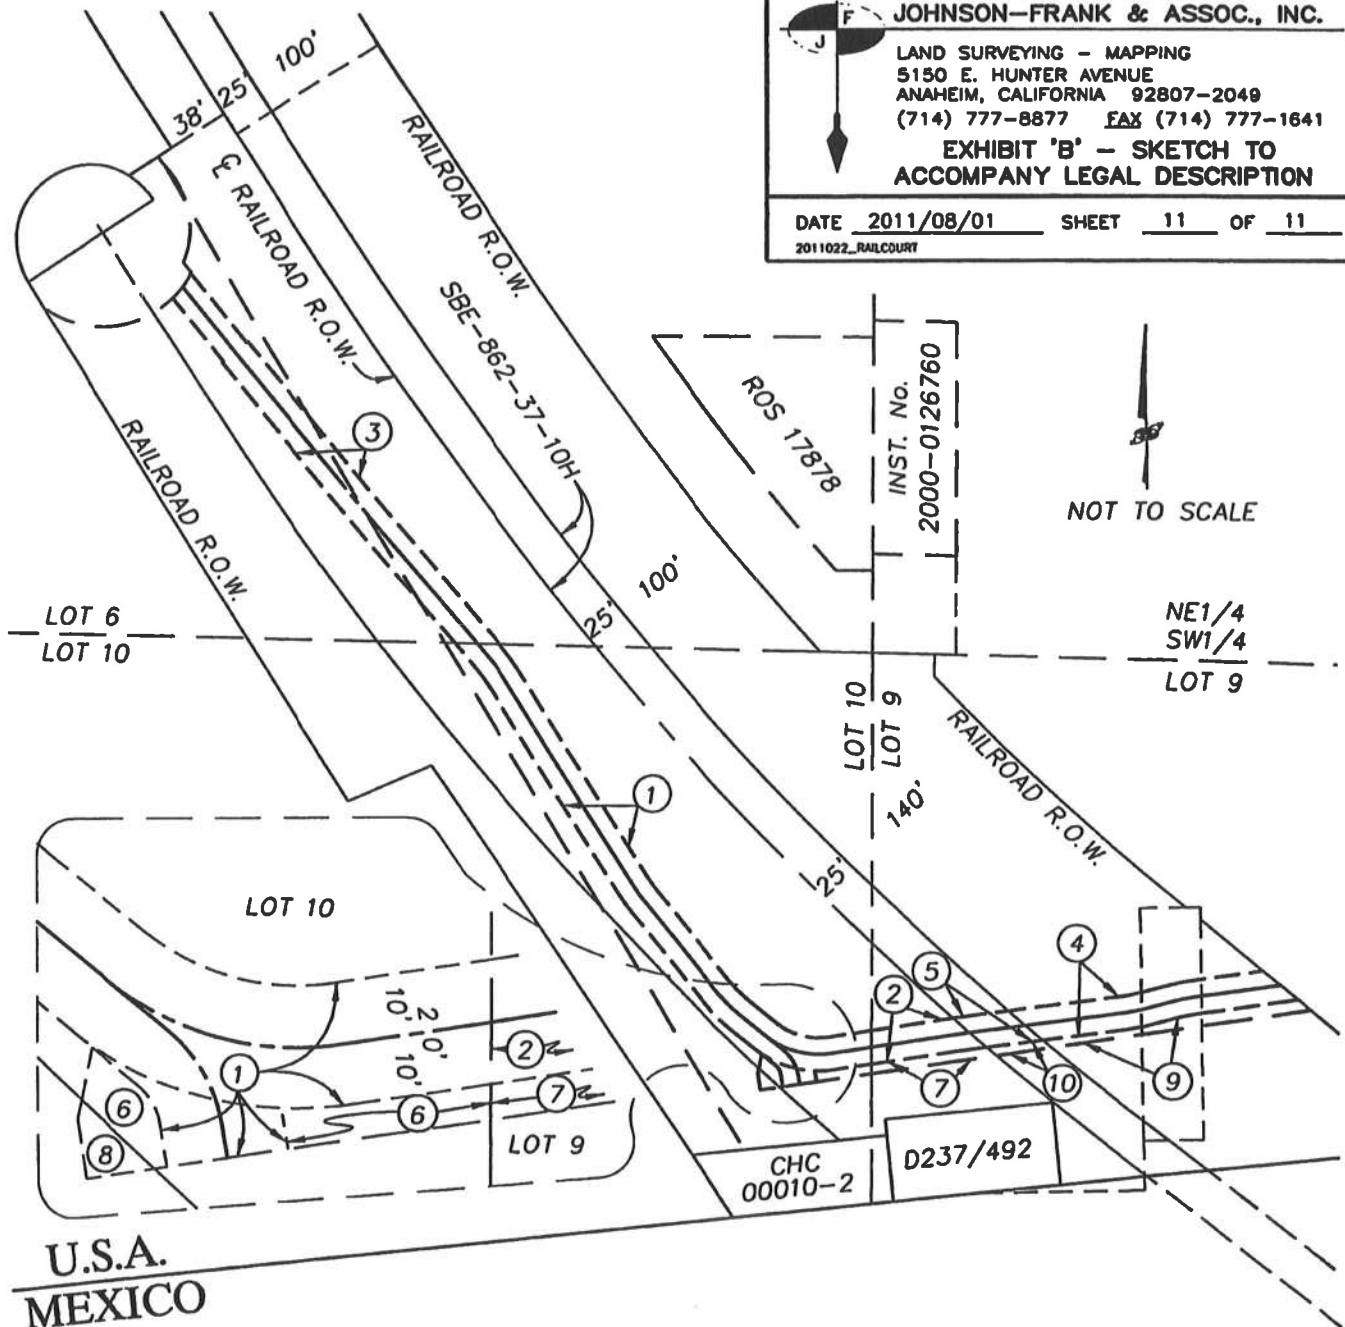 JOHNSON-FRANK & ASSOC., INC.
F
J
LAND SURVEYING - MAPPING
5150 E. HUNTER AVENUE
ANAHEIM, CALIFORNIA 92807-2049
(714) 777-8877 FAX (714) 777-1641
EXHIBIT 'B' - SKETCH TO
ACCOMPANY LEGAL DESCRIPTION
DATE 2011/08/01 SHEET 11 OF 11
2011022_RAILCOURT
38'
25'
100'
RAILROAD R.O.W.
℄ RAILROAD R.O.W.
SBE-862-37-10H
RAILROAD R.O.W.
3
ROS 17878
INST. No.
2000-0126760
NOT TO SCALE
100'
25'
LOT 6
LOT 10
NE1/4
SW1/4
LOT 9
LOT 10
LOT 9
140'
RAILROAD R.O.W.
1
25'
4
5
2
7
10
9
LOT 10
10'
20'
10'
1
2
6
7
6
8
LOT 9
CHC
00010-2
D237/492
U.S.A.
MEXICO